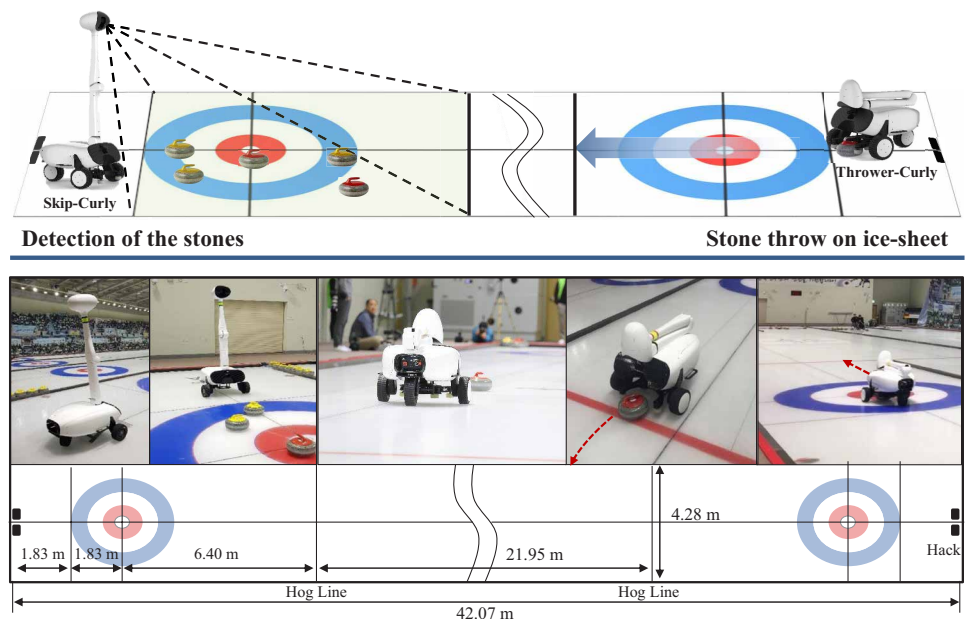 Skip-Curly
Thrower-Curly
Detection of the stones
Stone throw on ice-sheet
4.28 m
1.83 m
1.83 m
6.40 m
21.95 m
Hack
Hog Line
Hog Line
42.07 m